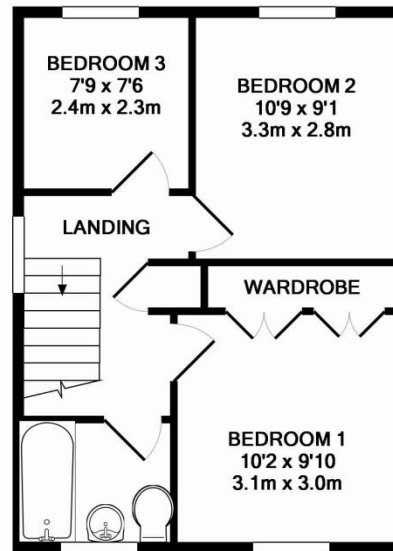 BEDROOM 3
7'9 x 7'6
2.4m x 2.3m
BEDROOM 2
10'9 x 9'1
3.3m x 2.8m
LANDING
WARDROBE
BEDROOM 1
10'2 x 9'10
3.1m x 3.0m